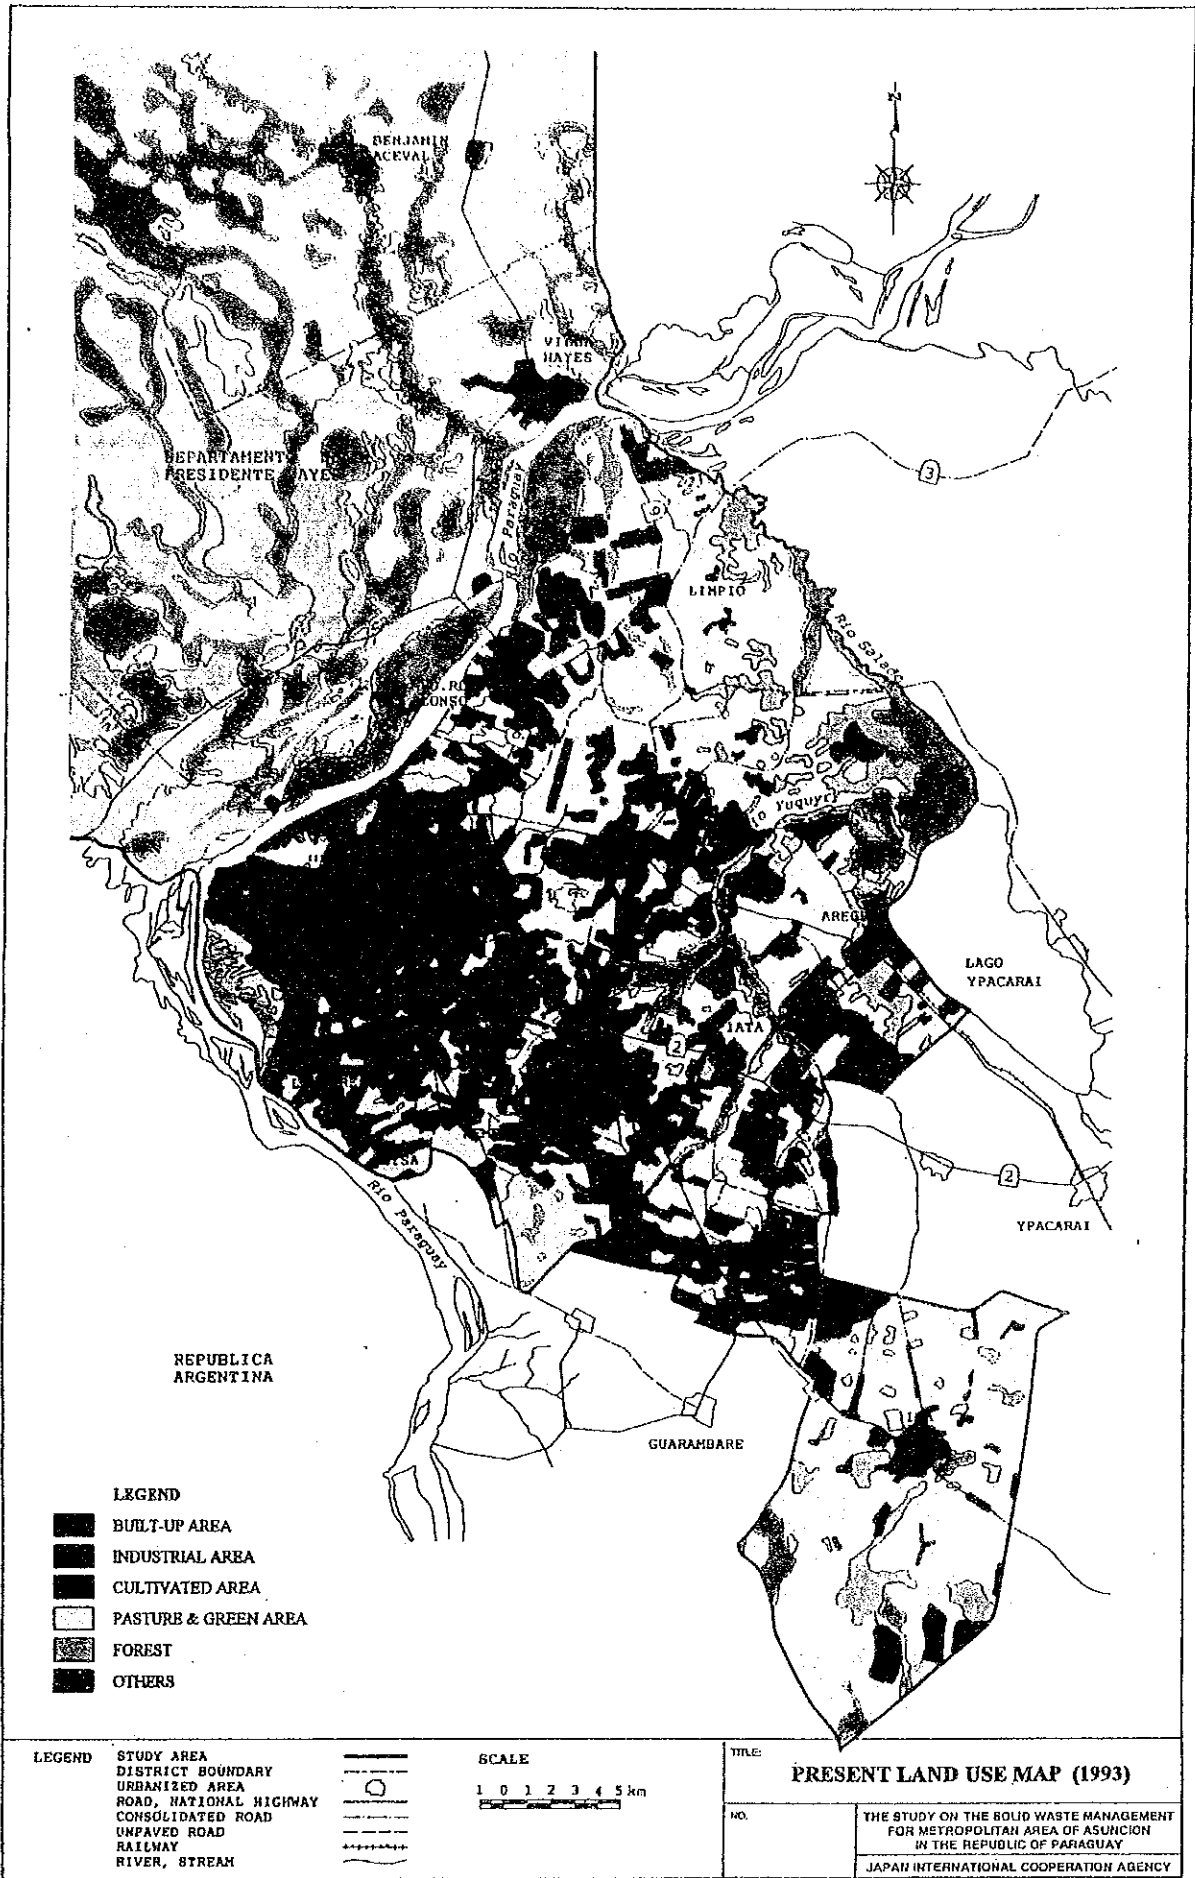 N
BENJAMIN
ACEVAL
HAYES
3
DEPARTAMENT
PRESIDENTE
Paraguay
9
LIMPIO
Rio Salado
Yuquyry
LAGO
YPACARAI
IATA
2
2
YPACARAI
Rio Paraguay
REPUBLICA
ARGENTINA
GUARAMBARE
LEGEND
BUILT-UP AREA
INDUSTRIAL AREA
CULTIVATED AREA
PASTURE & GREEN AREA
FOREST
OTHERS
LEGEND
STUDY AREA
DISTRICT BOUNDARY
URBANIZED AREA
ROAD, NATIONAL HIGHWAY
CONSOLIDATED ROAD
UNPAVED ROAD
RAILWAY
RIVER, STREAM
SCALE
1 0 1 2 3 4 5 km
TITLE:
PRESENT LAND USE MAP (1993)
NO.
THE STUDY ON THE SOLID WASTE MANAGEMENT
FOR METROPOLITAN AREA OF ASUNCION
IN THE REPUBLIC OF PARAGUAY
JAPAN INTERNATIONAL COOPERATION AGENCY